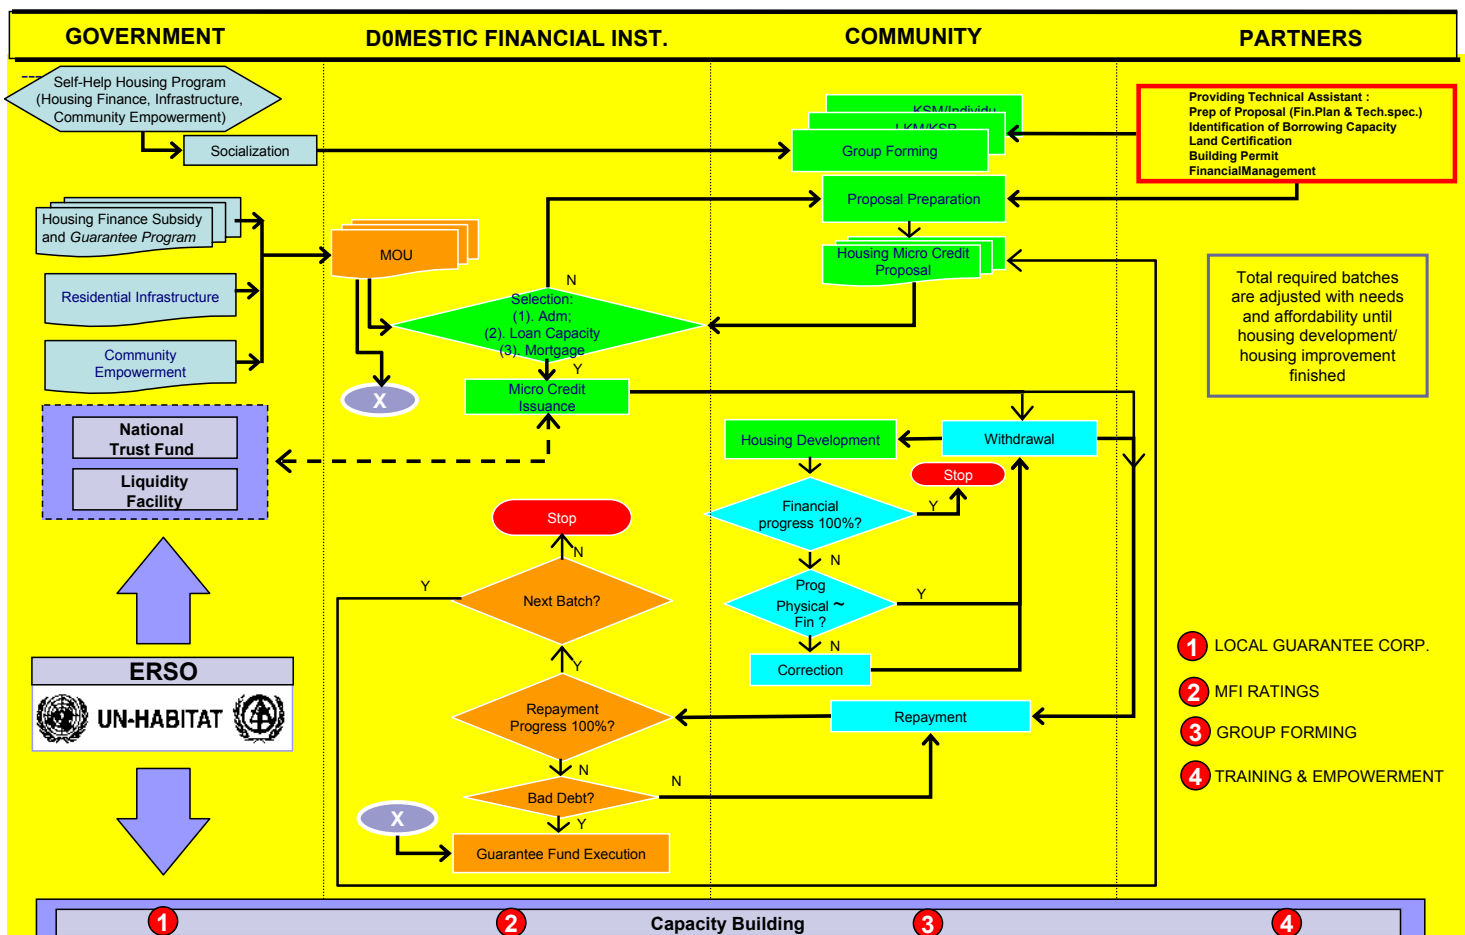 GOVERNMENT
D0MESTIC FINANCIAL INST.
COMMUNITY
PARTNERS
Self-Help Housing Program
(Housing Finance, Infrastructure,
Community Empowerment)
Socialization
KSM/Individu
LKM/KSP
Group Forming
Providing Technical Assistant :
Prep of Proposal (Fin.Plan & Tech.spec.)
Identification of Borrowing Capacity
Land Certification
Building Permit
FinancialManagement
Proposal Preparation
Housing Finance Subsidy
and Guarantee Program
MOU
Housing Micro Credit
Proposal
Residential Infrastructure
N
Selection:
(1). Adm;
(2). Loan Capacity
(3). Mortgage
Total required batches
are adjusted with needs
and affordability until
housing development/
housing improvement
finished
Community
Empowerment
Y
X
Micro Credit
Issuance
National
Trust Fund
Liquidity
Facility
Housing Development
Withdrawal
Stop
Financial
progress 100%?
Y
N
Stop
N
Y
Next Batch?
Prog
Physical ~
Fin ?
Y
N
Correction
Y
ERSO
UN-HABITAT
Repayment
Progress 100%?
Repayment
N
Bad Debt?
N
Y
X
Guarantee Fund Execution
1 LOCAL GUARANTEE CORP.
2 MFI RATINGS
3 GROUP FORMING
4 TRAINING & EMPOWERMENT
1
2
Capacity Building
3
4